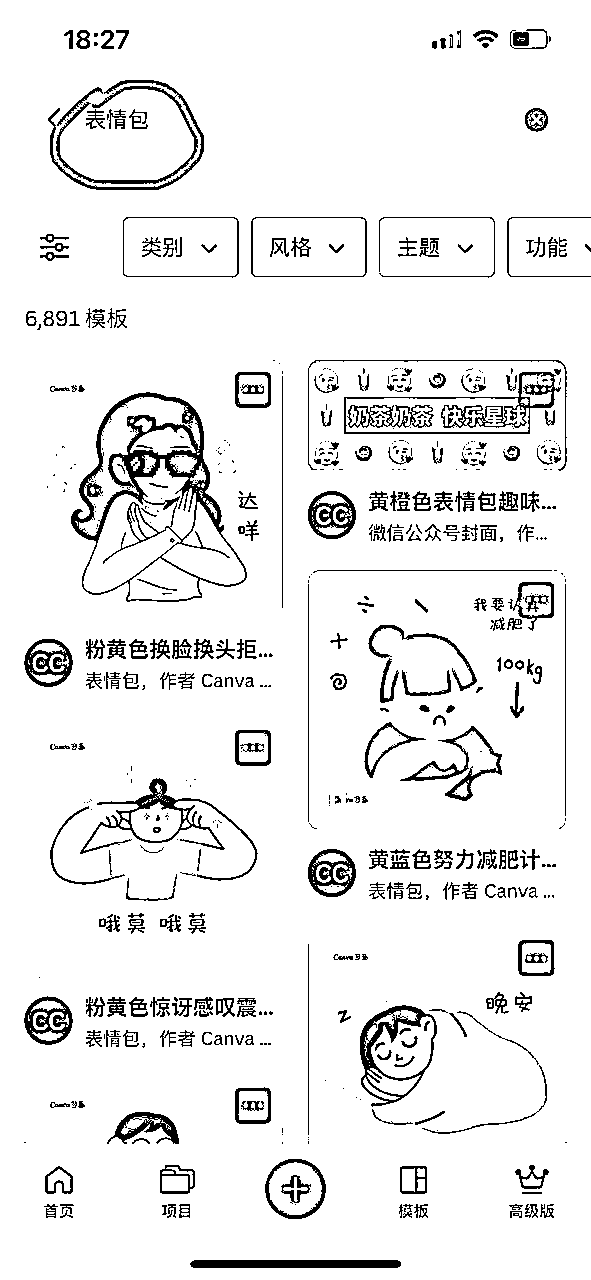 18:27
表情包
类别
风格
主题
功能
6,891 模板
达
咩
粉黄色换脸换头拒...
表情包，作者 Canva ...
奶茶奶茶 快乐星球
黄橙色表情包趣味...
微信公众号封面，作...
减肥了
100kg
黄蓝色努力减肥计...
表情包，作者 Canva ...
哦莫 哦莫
粉黄色惊讶感叹震...
表情包，作者 Canva ...
晚安
z
首页
项目
模板
高级版